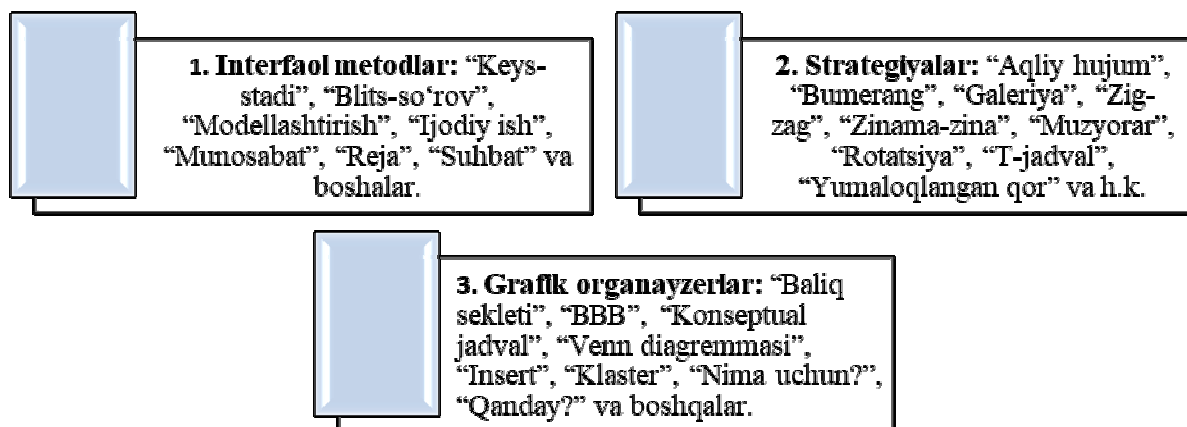 1. Interfaol metodlar: “Keys-
stadi”, “Blits-so‘rov”,
“Modellashtirish”, “Ijodiy ish”,
“Munosabat”, “Reja”, “Suhbat” va
boshalar.
2. Strategiyalar: “Aqliy hujum”,
“Bumerang”, “Galeriya”, “Zig-
zag”, “Zinama-zina”, “Muzyorar”,
“Rotatsiya”, “T-jadval”,
“Yumaloqlangan qor” va h.k.
3. Grafik organayzerlar: “Baliq
sekleti”, “BBB”, “Konseptual
jadval”, “Venn diagremmasi”,
“Insert”, “Klaster”, “Nima uchun?”,
“Qanday?” va boshqalar.